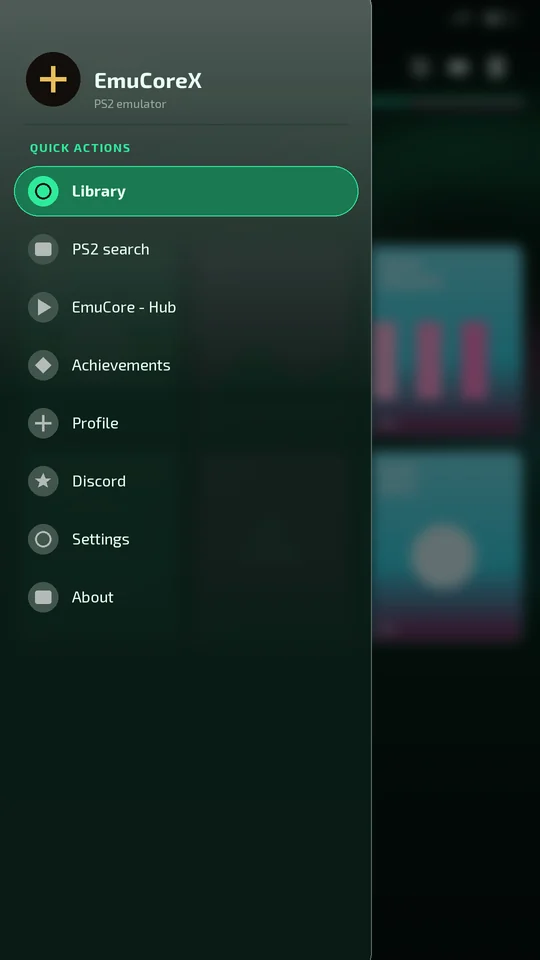 EmuCoreX
PS2 emulator
QUICK ACTIONS
Library
PS2 search
EmuCore - Hub
Achievements
Profile
Discord
Settings
About